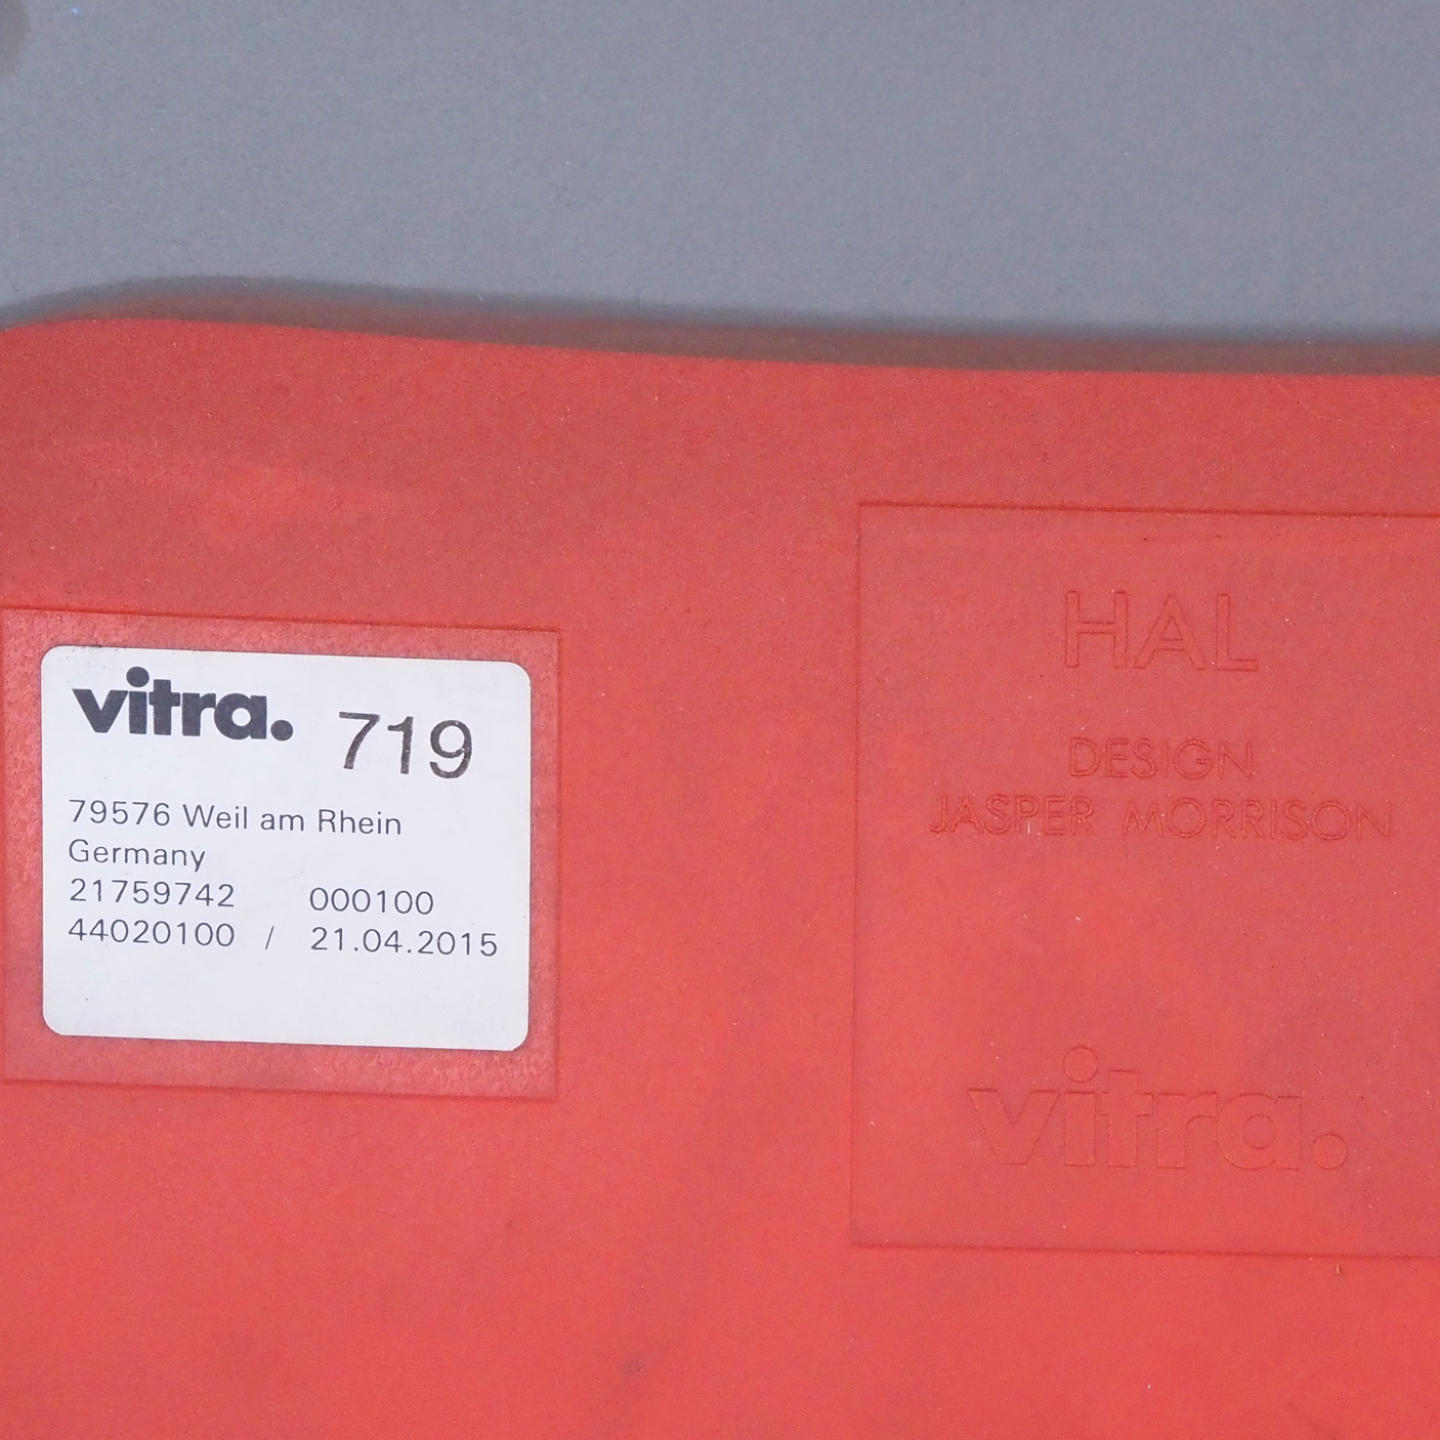 vitra. 719
79576 Weil am Rhein
Germany
21759742 000100
44020100 / 21.04.2015
HAL
DESIGN
JASPER MORRISON
vitra.